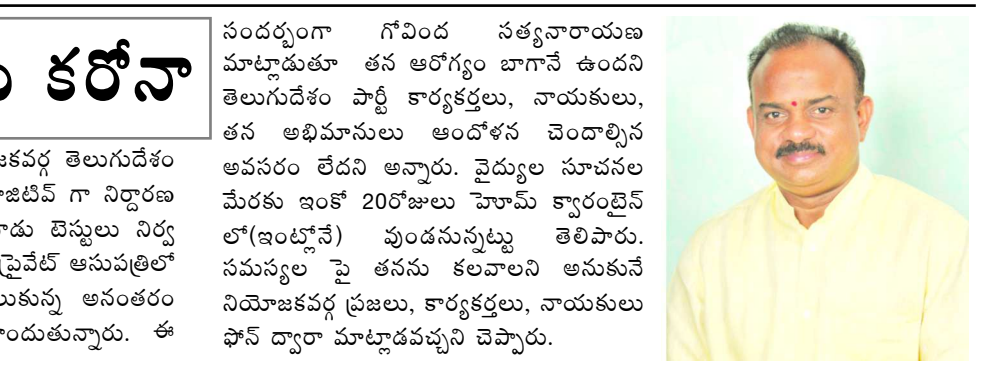 కరోనా
తెలుగుదేశం
గా నిర్దారణ
టెస్టులు నిర్వ
ప్రైవేట్ ఆసుపత్రిలో
అనంతరం
ఈ
సందర్భంగా గోవింద సత్యనారాయణ
మాట్లాడుతూ తన ఆరోగ్యం బాగానే ఉందని
తెలుగుదేశం పార్టీ కార్యకర్తలు, నాయకులు,
తన అభిమానులు ఆందోళన చెందాల్సిన
అవసరం లేదని అన్నారు. వైద్యుల సూచనల
మేరకు ఇంకో 20రోజులు హెూమ్ క్వారంటైన్
లో(ఇంట్లోనే) వుండనున్నట్టు తెలిపారు.
సమస్యల పై తనను కలవాలని అనుకునే
నియోజకవర్గ ప్రజలు, కార్యకర్తలు, నాయకులు
ఫోన్ ద్వారా మాట్లాడవచ్చని చెప్పారు.